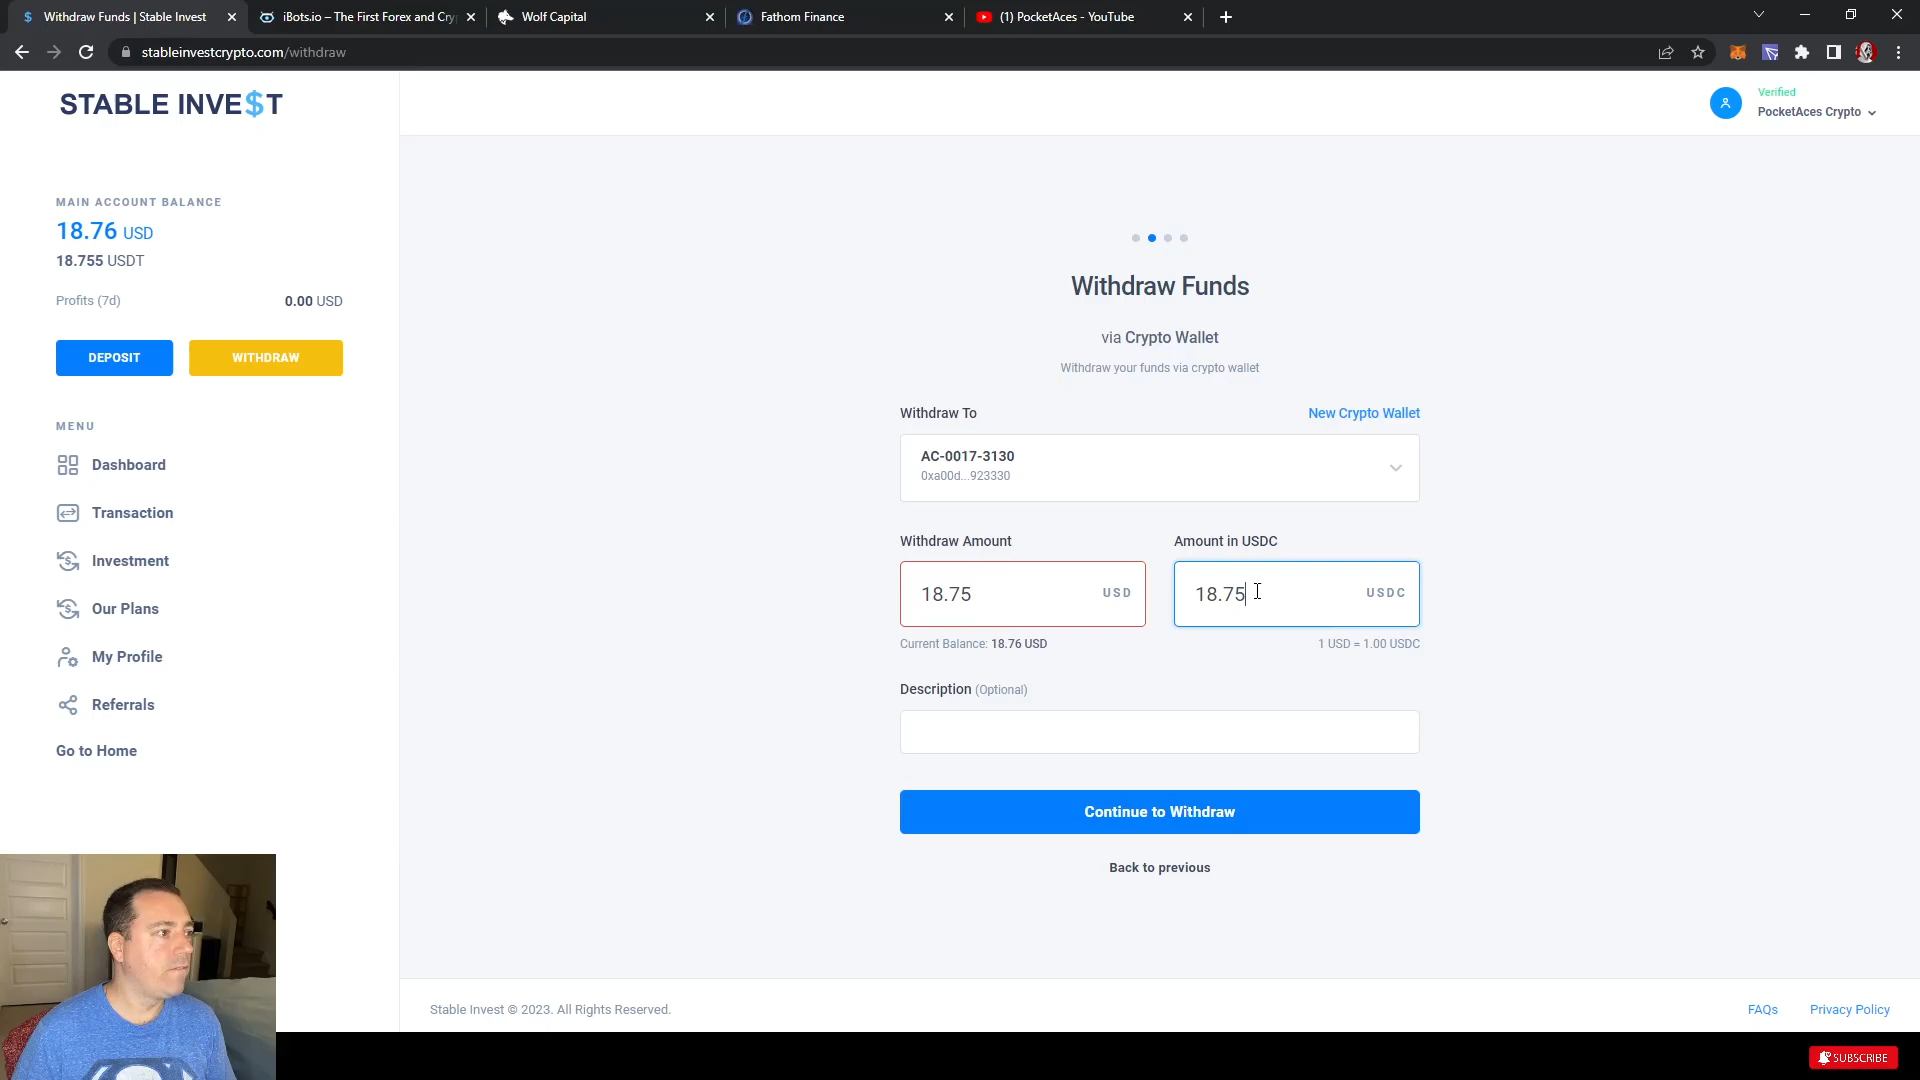 Withdraw Funds | Stable Invest
iBots.io – The First Forex and Cry
Wolf Capital
Fathom Finance
(1) PocketAces - YouTube
stableinvestcrypto.com/withdraw
STABLE INVE$T
Verified
PocketAces Crypto
MAIN ACCOUNT BALANCE
18.76 USD
18.755 USDT
Profits (7d) 0.00 USD
DEPOSIT
WITHDRAW
MENU
Dashboard
Transaction
Investment
Our Plans
My Profile
Referrals
Go to Home
Withdraw Funds
via Crypto Wallet
Withdraw your funds via crypto wallet
Withdraw To
New Crypto Wallet
AC-0017-3130
0xa00d...923330
Withdraw Amount
Amount in USDC
18.75 USD
18.75 USDC
Current Balance: 18.76 USD
1 USD = 1.00 USDC
Description (Optional)
Continue to Withdraw
Back to previous
Stable Invest © 2023. All Rights Reserved.
FAQs
Privacy Policy
SUBSCRIBE